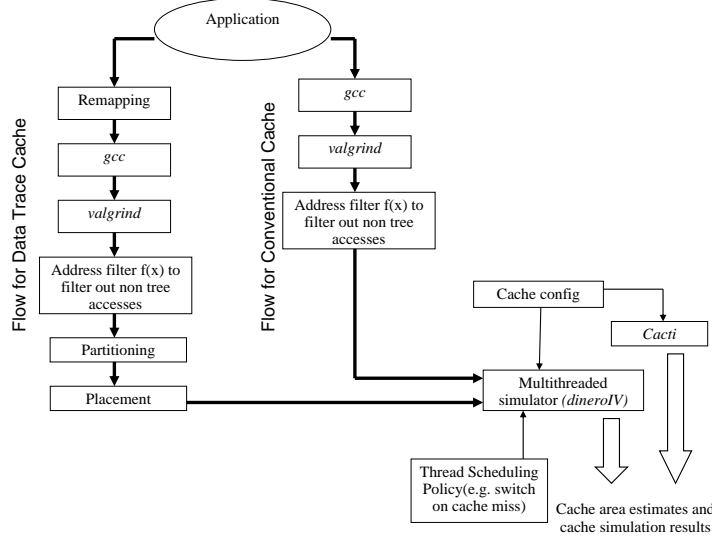 Application
Flow for Data Trace Cache
Remapping
gcc
valgrind
Address filter f(x) to
filter out non tree
accesses
Partitioning
Placement
Flow for Conventional Cache
gcc
valgrind
Address filter f(x) to
filter out non tree
accesses
Cache config
Cacti
Multithreaded
simulator (dineroIV)
Thread Scheduling
Policy(e.g. switch
on cache miss)
Cache area estimates and
cache simulation results